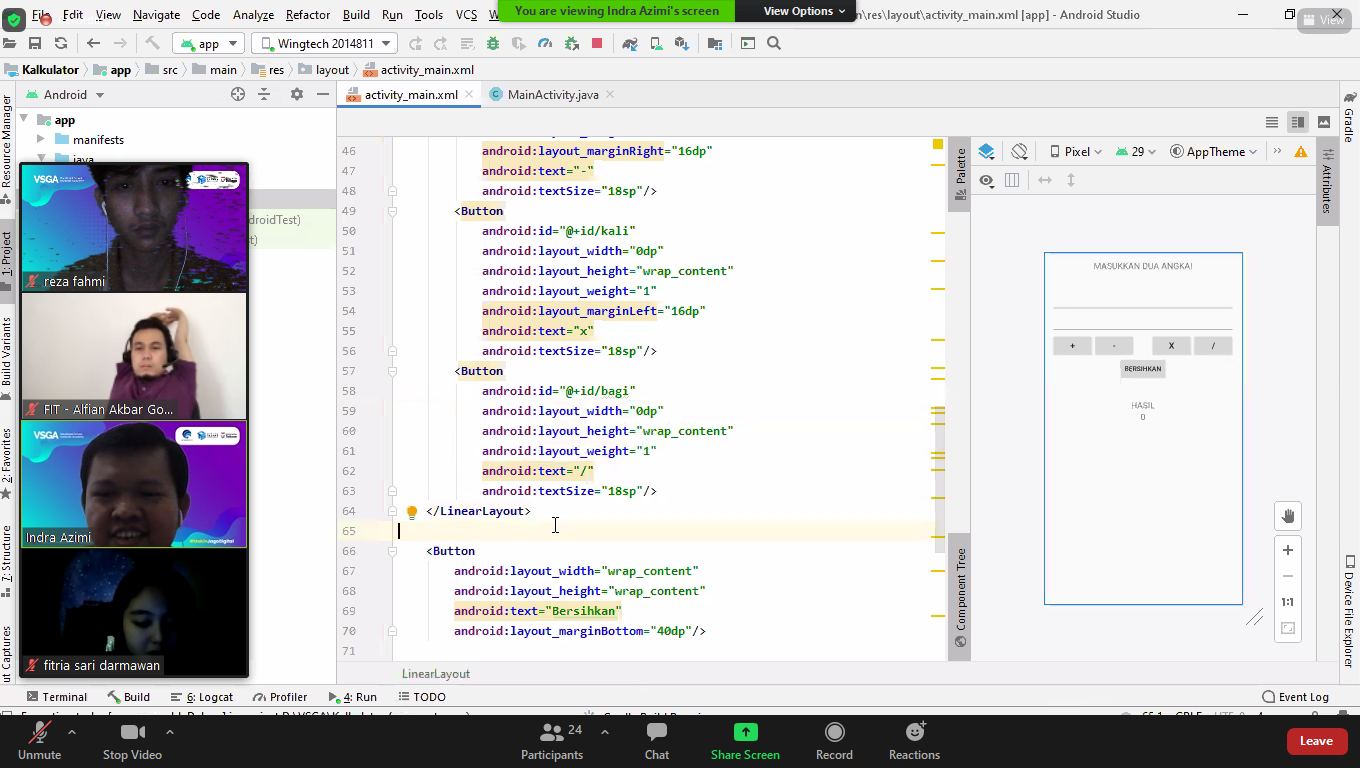 File Edit View Navigate Code Analyze Refactor Build Run Tools VCS
You are viewing Indra Azimi's screen
View Options
\res\layout\activity_main.xml [app] - Android Studio
View
app
Wingtech 2014811
Kalkulator
app
src
main
res
layout
activity_main.xml
Android
activity_main.xml
MainActivity.java
Resource Manager
1: Project
Build Variants
2: Favorites
7: Structure
ut Captures
app
manifests
java
droidTest)
st)
VSGA
reza fahmi
FIT - Alfian Akbar Go...
VSGA
Indra Azimi
fitria sari darmawan
46 android:layout_marginRight="16dp"
47 android:text="-"
48 android:textSize="18sp"/>
49 <Button
50 android:id="@+id/kali"
51 android:layout_width="0dp"
52 android:layout_height="wrap_content"
53 android:layout_weight="1"
54 android:layout_marginLeft="16dp"
55 android:text="x"
56 android:textSize="18sp"/>
57 <Button
58 android:id="@+id/bagi"
59 android:layout_width="0dp"
60 android:layout_height="wrap_content"
61 android:layout_weight="1"
62 android:text="/"
63 android:textSize="18sp"/>
64 </LinearLayout>
65
66 <Button
67 android:layout_width="wrap_content"
68 android:layout_height="wrap_content"
69 android:text="Bersihkan"
70 android:layout_marginBottom="40dp"/>
71
LinearLayout
Palette
Component Tree
Pixel
29
AppTheme
MASUKKAN DUA ANGKA!
+ - X /
BERSIHKAN
HASIL
0
1:1
Attributes
Gradle
Device File Explorer
Terminal
Build
6: Logcat
Profiler
4: Run
TODO
Event Log
Unmute
Stop Video
24
Participants
Chat
Share Screen
Record
Reactions
Leave